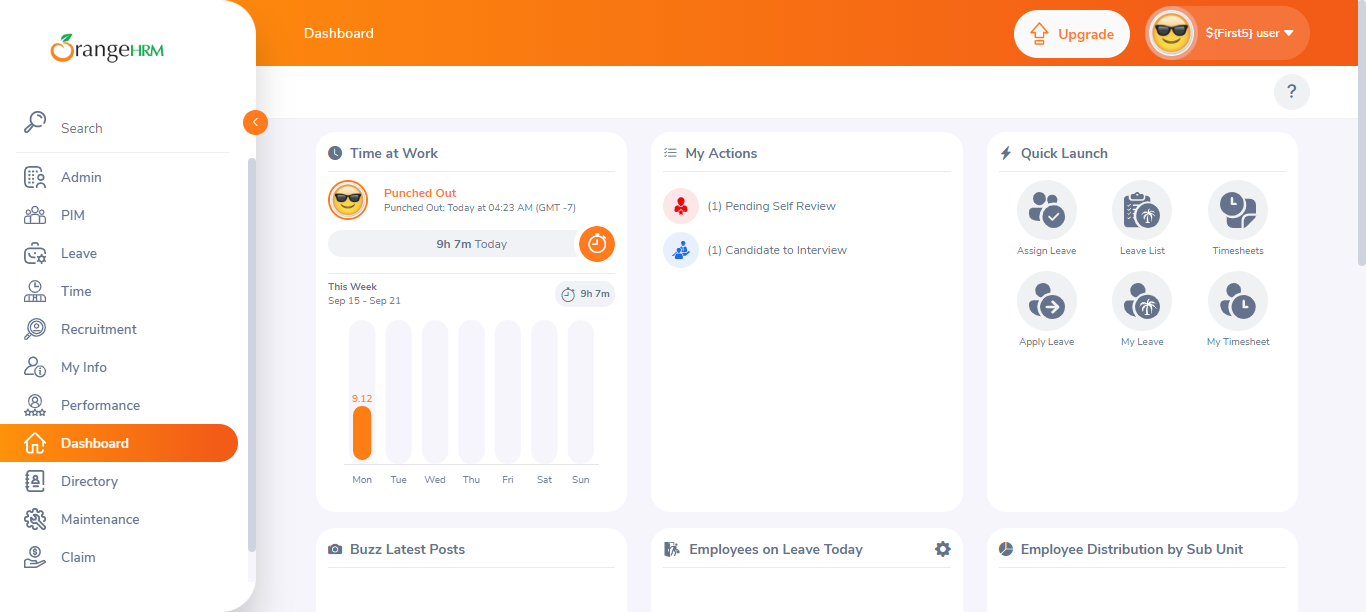 OrangeHRM
Dashboard
Upgrade
${First5} user
?
Search
Admin
PIM
Leave
Time
Recruitment
My Info
Performance
Dashboard
Directory
Maintenance
Claim
Time at Work
Punched Out
Punched Out: Today at 04:23 AM (GMT -7)
9h 7m Today
This Week
Sep 15 - Sep 21
9h 7m
9.12
Mon Tue Wed Thu Fri Sat Sun
My Actions
(1) Pending Self Review
(1) Candidate to Interview
Quick Launch
Assign Leave Leave List Timesheets
Apply Leave My Leave My Timesheet
Buzz Latest Posts
Employees on Leave Today
Employee Distribution by Sub Unit